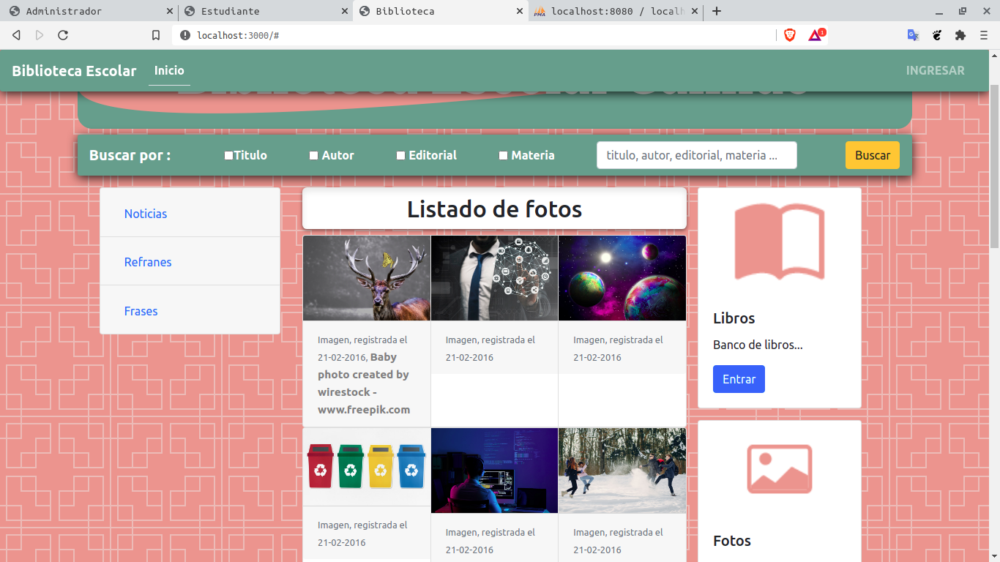 Administrador
Estudiante
Biblioteca
PMA
localhost:8080 / localh
localhost:3000/#
1
Biblioteca Escolar
Inicio
INGRESAR
Buscar por :
Titulo
Autor
Editorial
Materia
titulo, autor, editorial, materia ...
Buscar
Noticias
Refranes
Frases
Listado de fotos
Imagen, registrada el
21-02-2016, Baby
photo created by
wirestock -
www.freepik.com
Imagen, registrada el
21-02-2016
Imagen, registrada el
21-02-2016
Imagen, registrada el
21-02-2016
Imagen, registrada el
21-02-2016
Imagen, registrada el
21-02-2016
Libros
Banco de libros...
Entrar
Fotos